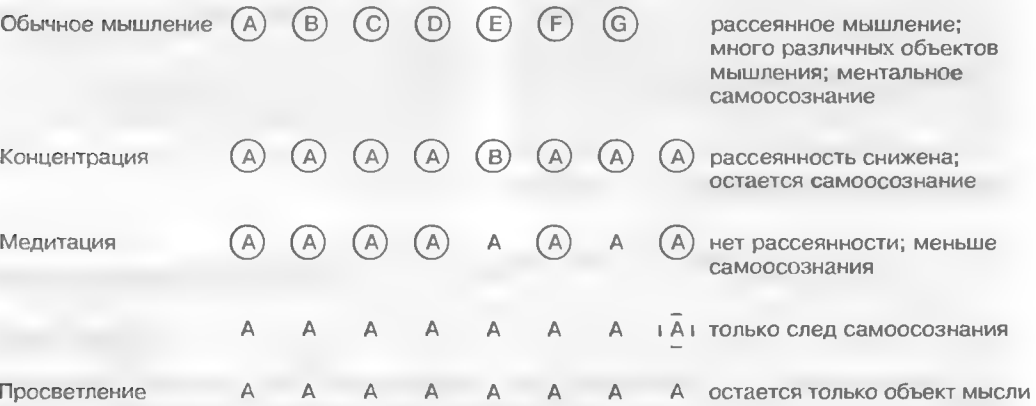 Обычное мышление A B C D E F G рассеянное мышление;
много различных объектов
мышления; ментальное
самоосознание
Концентрация A A A A B A A A рассеянность снижена;
остается самоосознание
Медитация A A A A A A A A нет рассеянности; меньше
самоосознания
A A A A A A A A только след самоосознания
Просветление A A A A A A A A остается только объект мысли